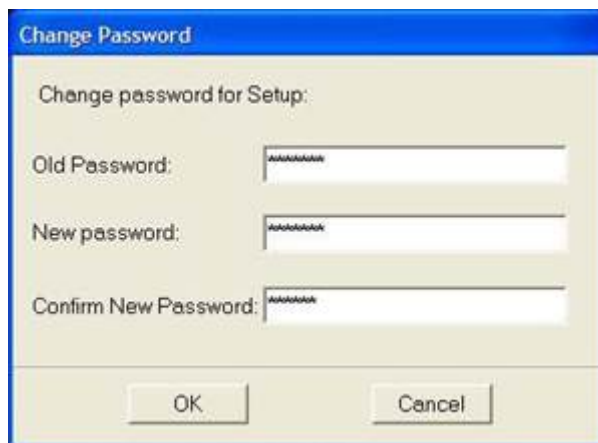 Change Password
Change password for Setup:
Old Password: *******
New password: *******
Confirm New Password: ******
OK Cancel